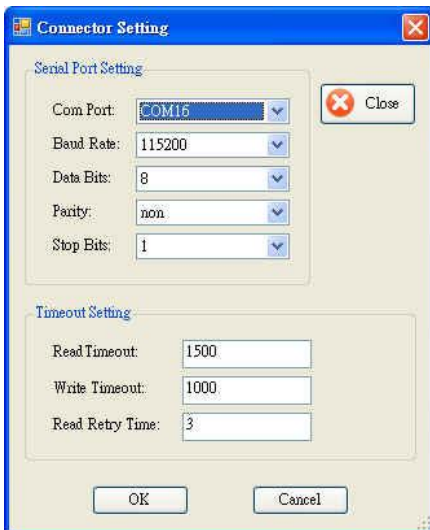 Connector Setting
Serial Port Setting
Com Port: COM16
Close
Baud Rate: 115200
Data Bits: 8
Parity: non
Stop Bits: 1
Timeout Setting
Read Timeout: 1500
Write Timeout: 1000
Read Retry Time: 3
OK Cancel